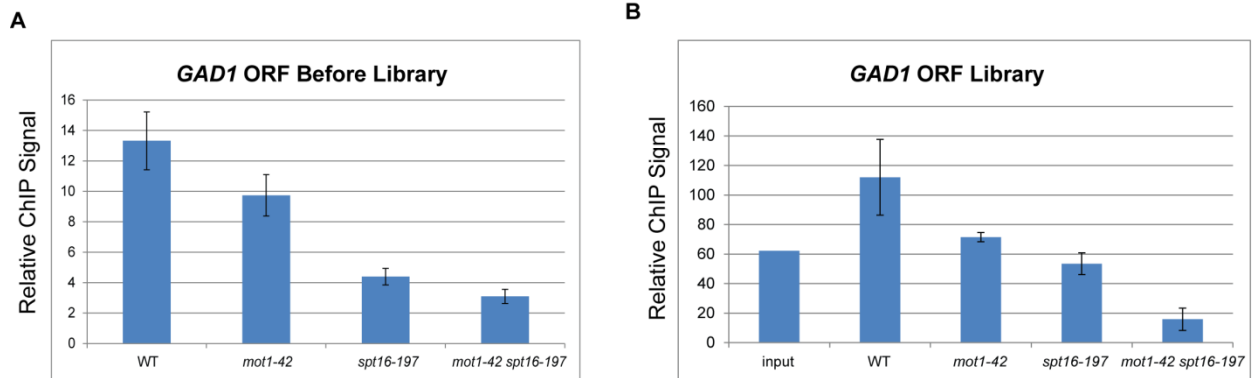 A
GAD1 ORF Before Library
Relative ChIP Signal
16
14
12
10
8
6
4
2
0
WT
mot1-42
spt16-197
mot1-42 spt16-197
B
GAD1 ORF Library
Relative ChIP Signal
160
140
120
100
80
60
40
20
0
input
WT
mot1-42
spt16-197
mot1-42 spt16-197